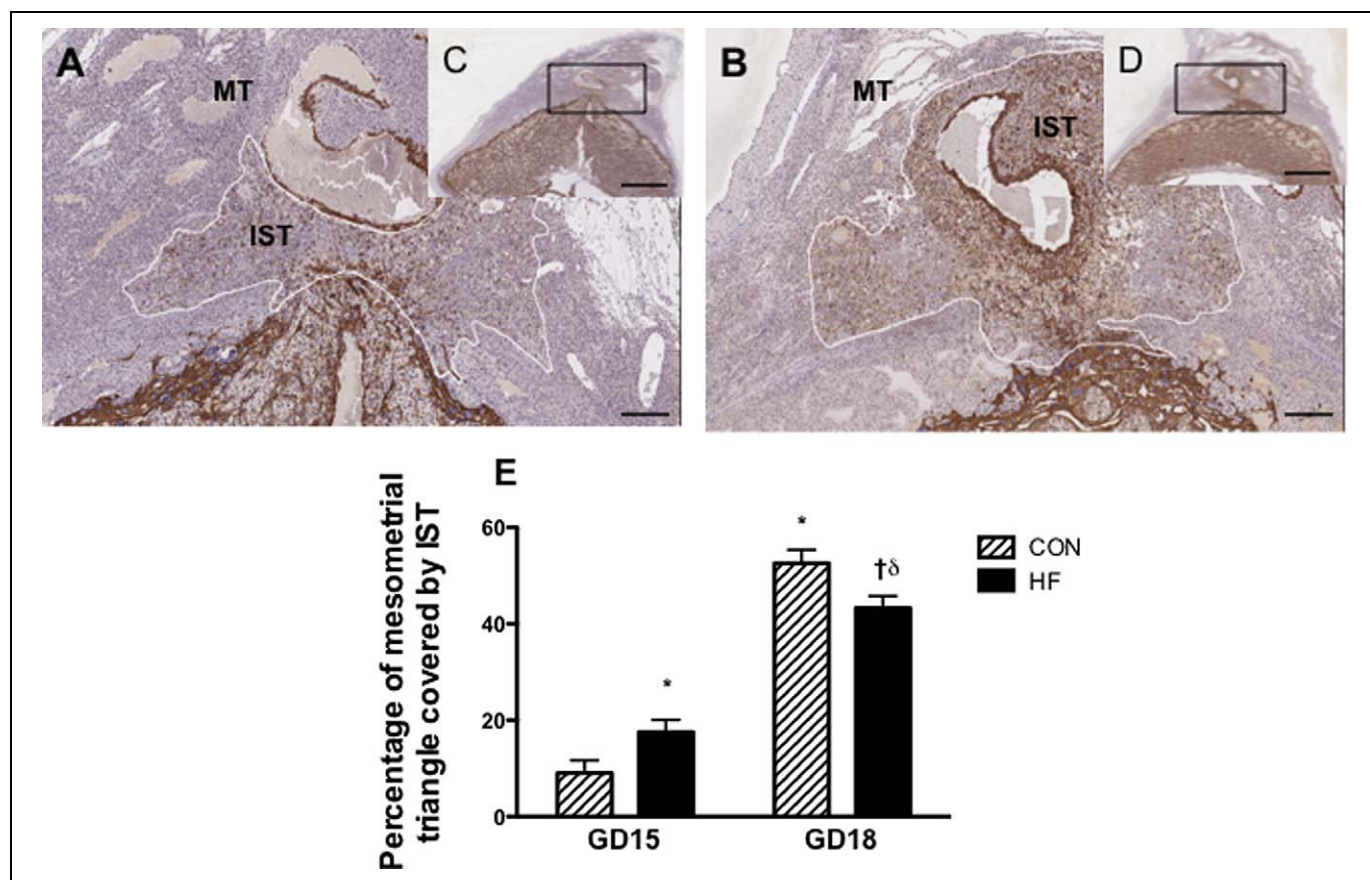 A
MT
IST
C
B
MT
IST
D
E
Percentage of mesometrial
triangle covered by IST
60
40
20
0
*
*
†δ
GD15
GD18
CON
HF